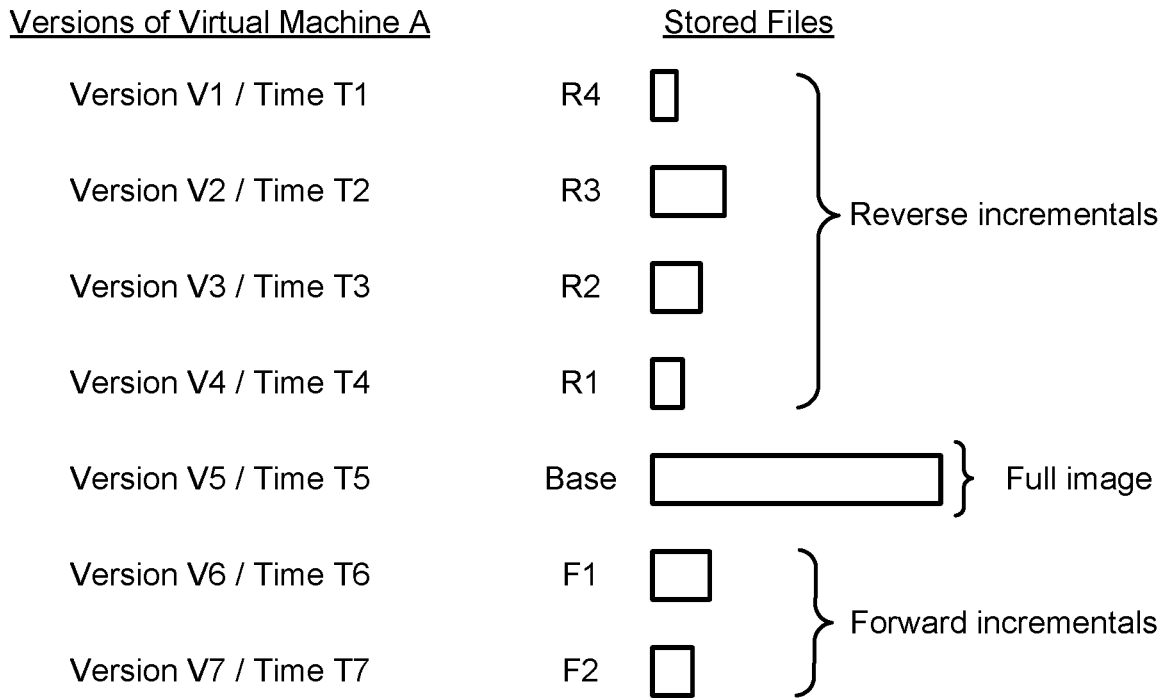 Versions of Virtual Machine A Stored Files
Version V1 / Time T1 R4
Version V2 / Time T2 R3
Reverse incrementals
Version V3 / Time T3 R2
Version V4 / Time T4 R1
Version V5 / Time T5 Base Full image
Version V6 / Time T6 F1
Forward incrementals
Version V7 / Time T7 F2